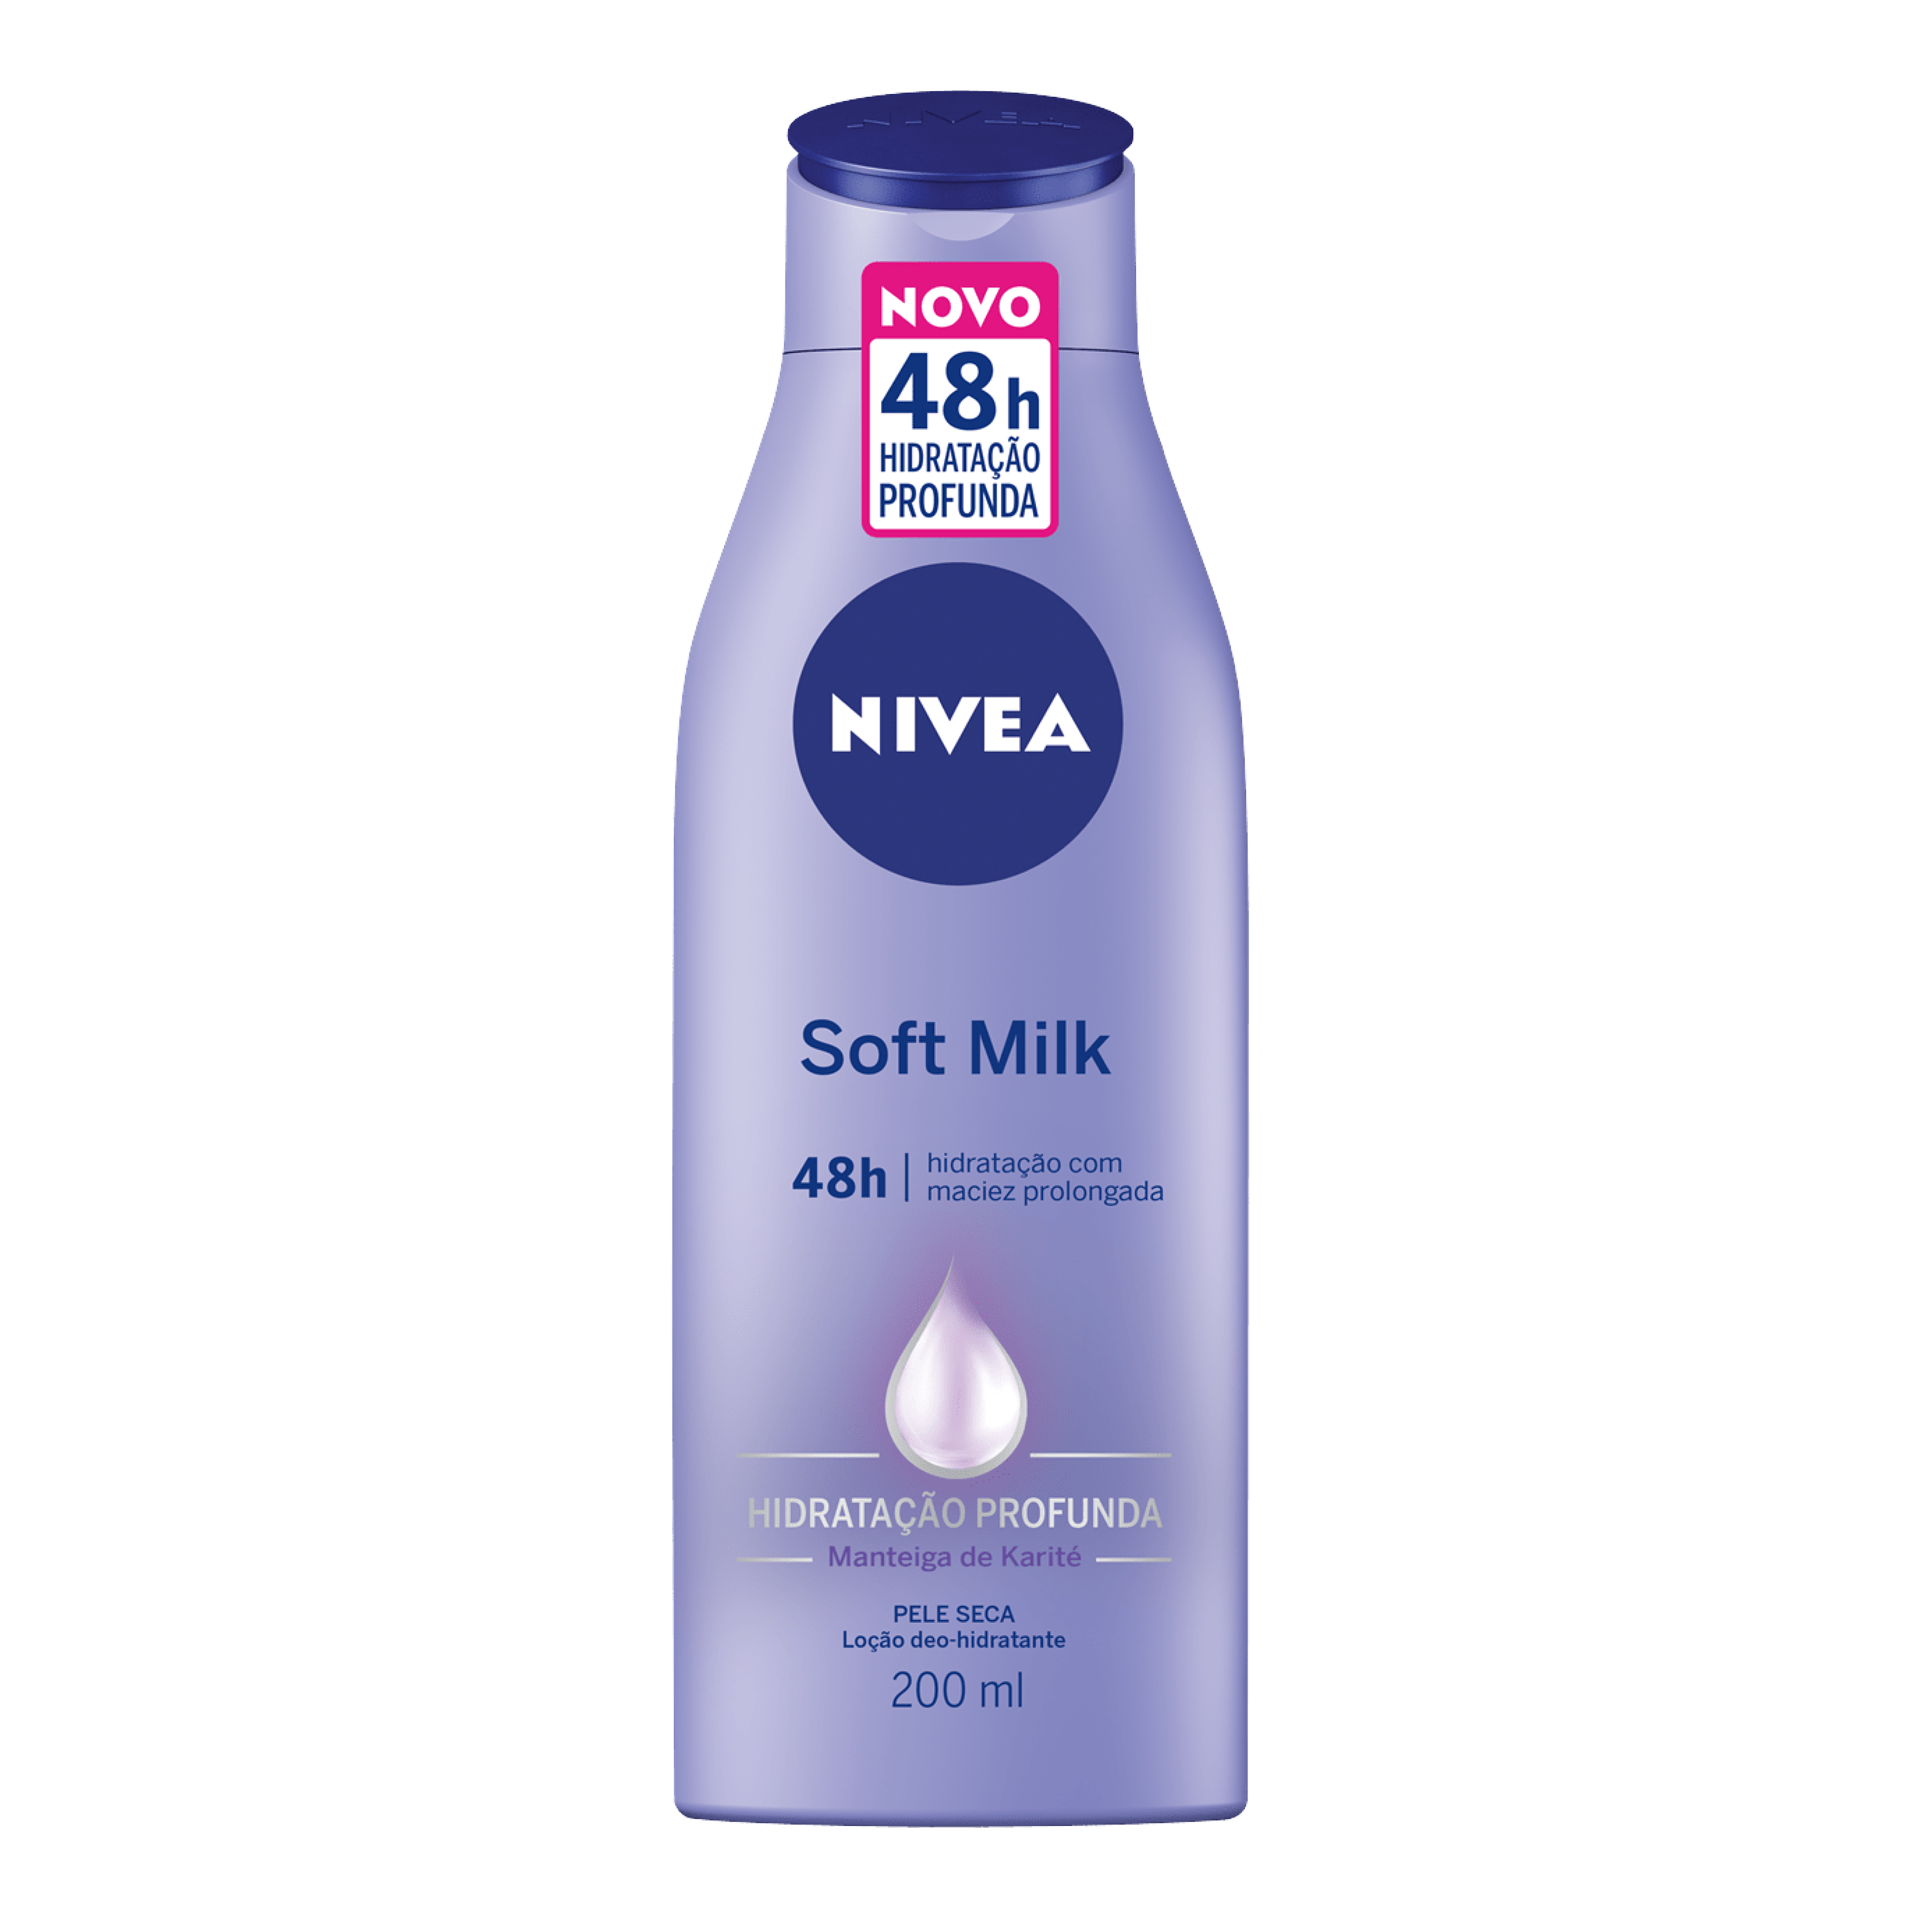 NIVEA
NOVO
48h
HIDRATAÇÃO
PROFUNDA
NIVEA
Soft Milk
48h
hidratação com
maciez prolongada
HIDRATAÇÃO PROFUNDA
Manteiga de Karité
PELE SECA
Loção deo-hidratante
200 ml